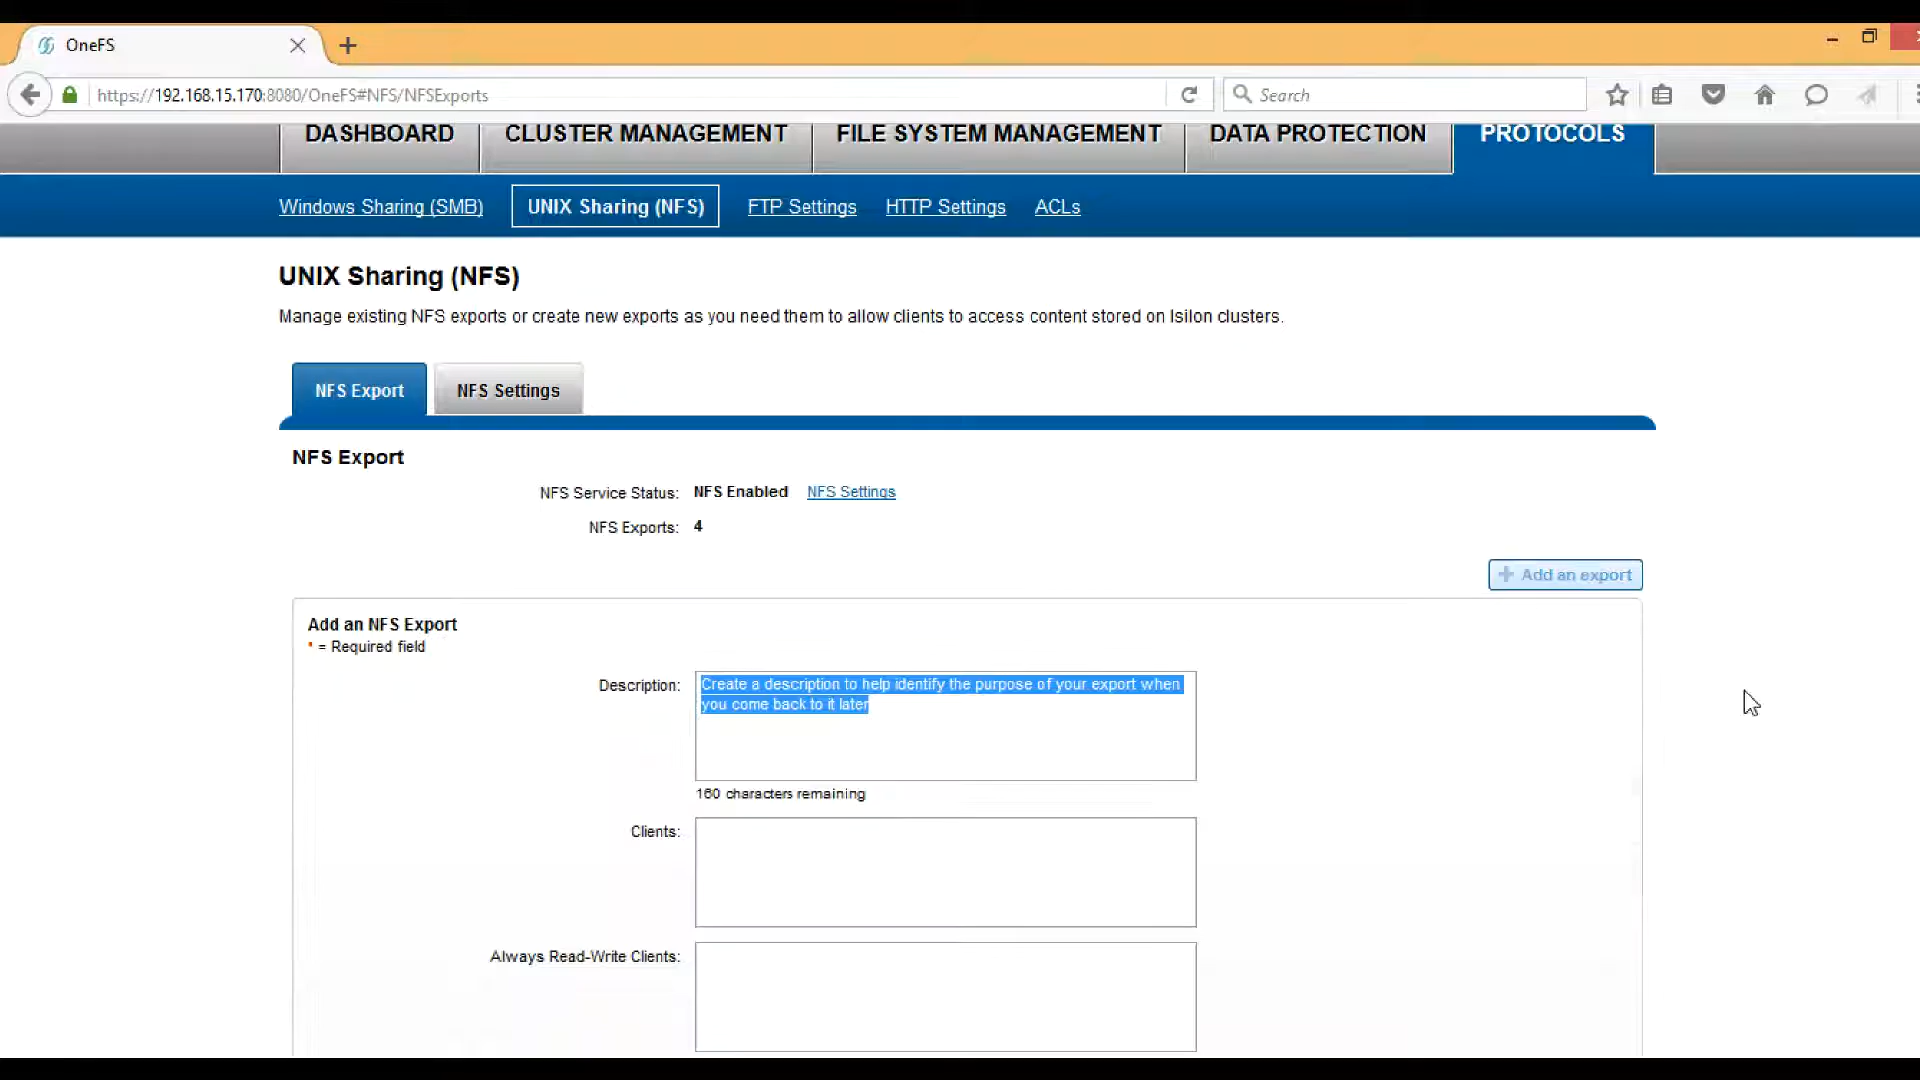 OneFS
https://192.168.15.170:8080/OneFS#NFS/NFSExports
Search
DASHBOARD
CLUSTER MANAGEMENT
FILE SYSTEM MANAGEMENT
DATA PROTECTION
PROTOCOLS
Windows Sharing (SMB)
UNIX Sharing (NFS)
FTP Settings
HTTP Settings
ACLs
UNIX Sharing (NFS)
Manage existing NFS exports or create new exports as you need them to allow clients to access content stored on Isilon clusters.
NFS Export
NFS Settings
NFS Export
NFS Service Status: NFS Enabled NFS Settings
NFS Exports: 4
+ Add an export
Add an NFS Export
* = Required field
Description:
Create a description to help identify the purpose of your export when
you come back to it later
160 characters remaining
Clients:
Always Read-Write Clients: